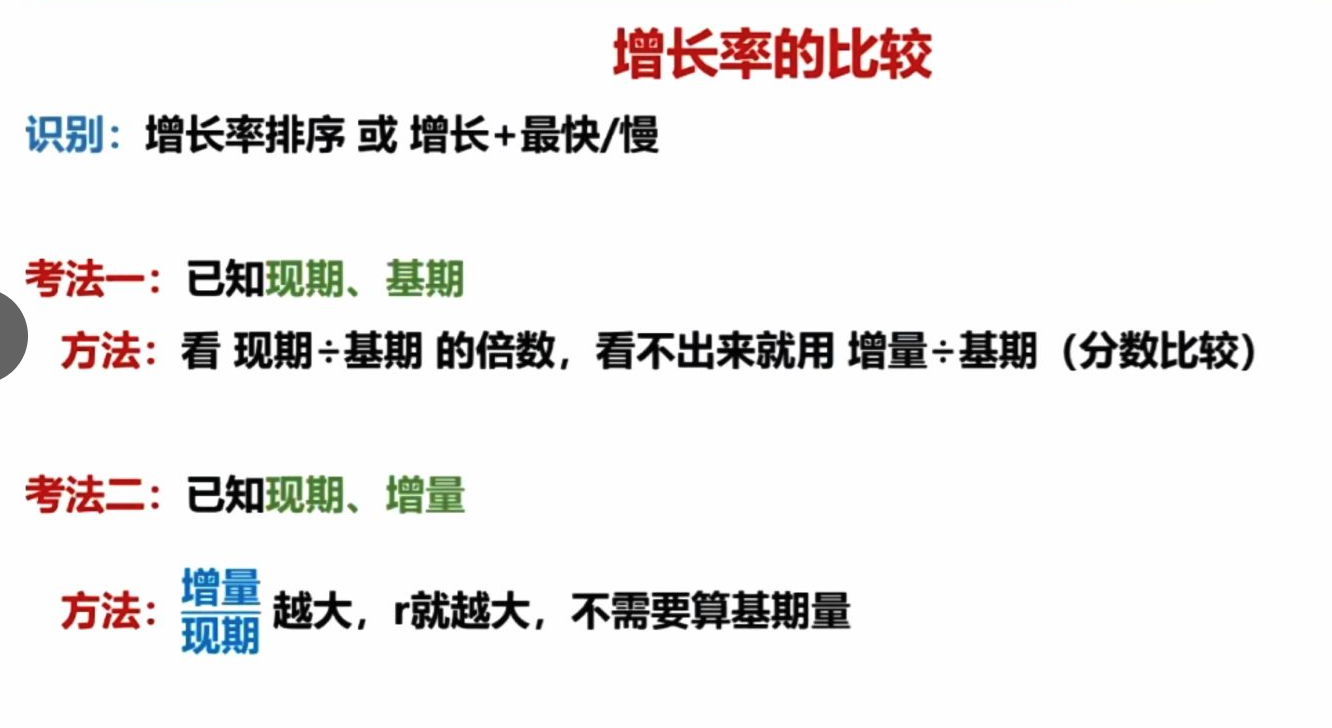 增长率的比较
识别：增长率排序 或 增长+最快/慢
考法一：已知现期、基期
方法：看 现期÷基期 的倍数，看不出来就用 增量÷基期（分数比较）
考法二：已知现期、增量
方法：增量/现期 越大，r就越大，不需要算基期量